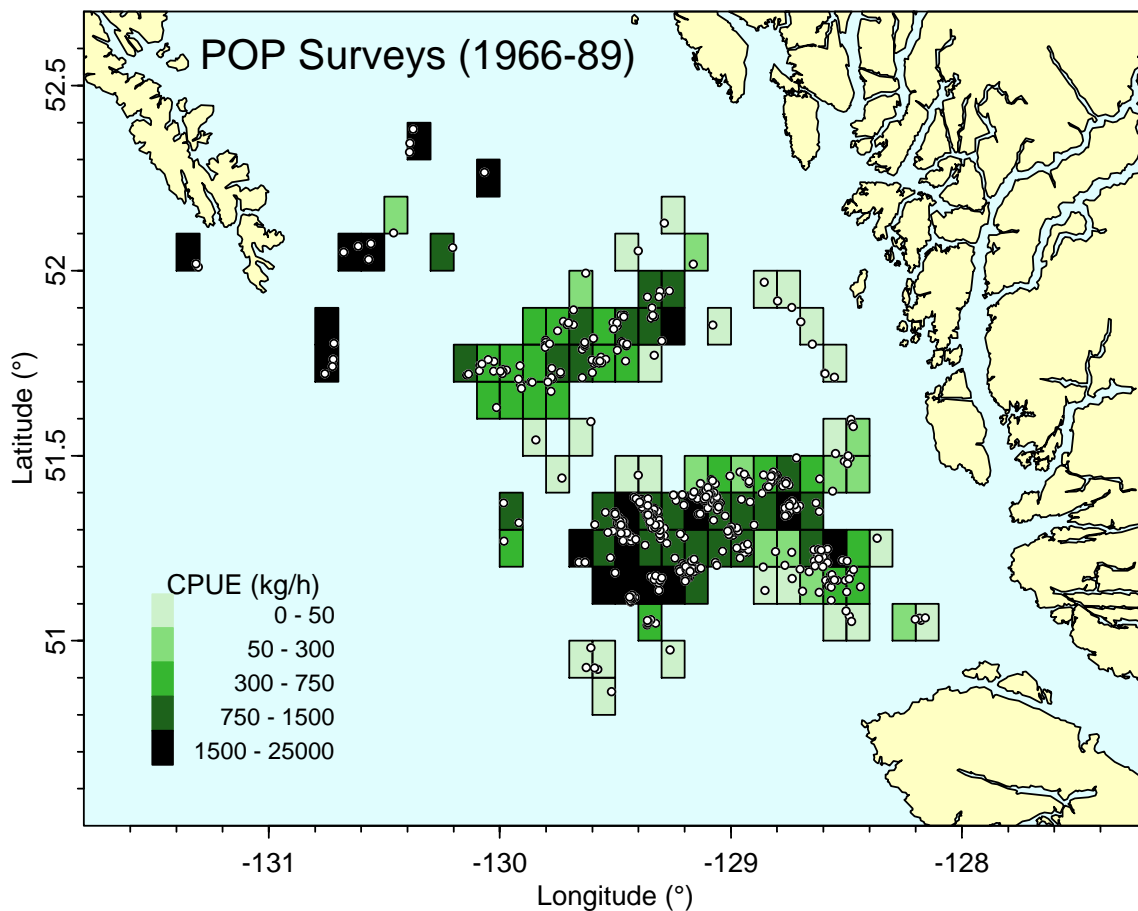 POP Surveys (1966-89)
52.5
52
51.5
51
Latitude (°)
CPUE (kg/h)
0 - 50
50 - 300
300 - 750
750 - 1500
1500 - 25000
-131
-130
-129
-128
Longitude (°)